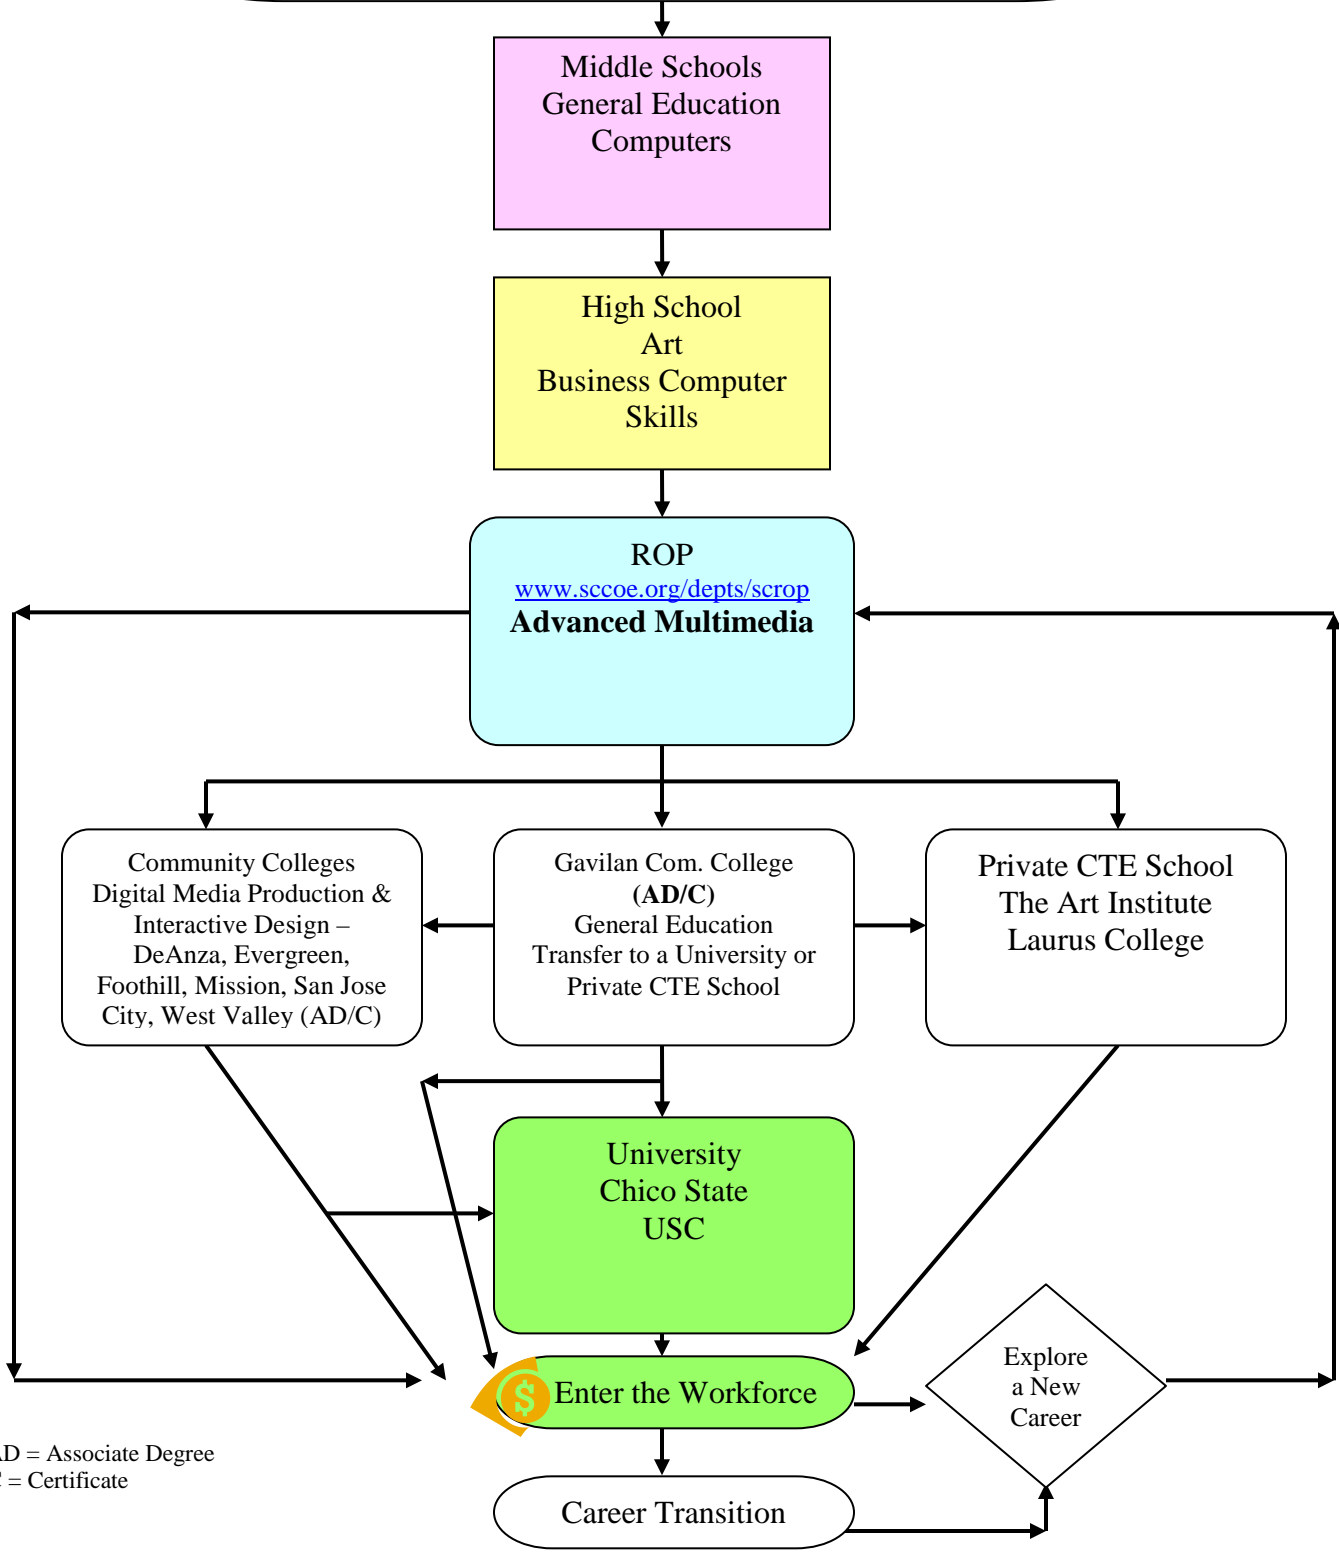 Middle Schools
General Education
Computers
High School
Art
Business Computer
Skills
ROP
www.sccoe.org/depts/scrop
Advanced Multimedia
Community Colleges
Digital Media Production &
Interactive Design –
DeAnza, Evergreen,
Foothill, Mission, San Jose
City, West Valley (AD/C)
Gavilan Com. College
(AD/C)
General Education
Transfer to a University or
Private CTE School
Private CTE School
The Art Institute
Laurus College
University
Chico State
USC
$ Enter the Workforce
Explore
a New
Career
Career Transition
AD = Associate Degree
C = Certificate